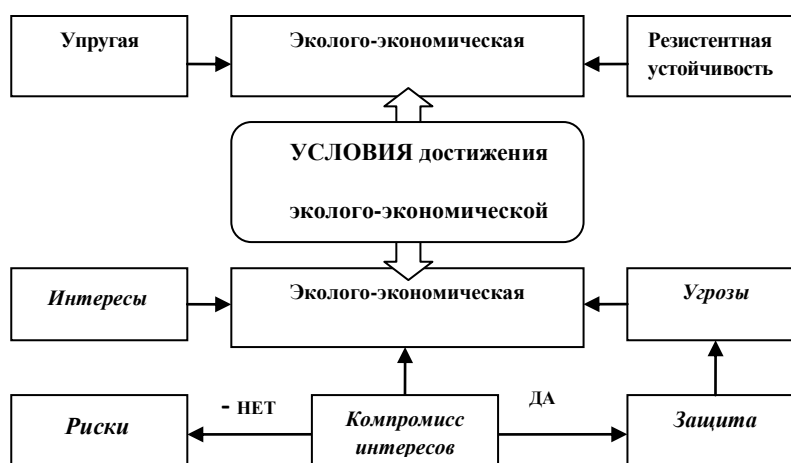 Упругая
Эколого-экономическая
Резистентная
устойчивость
УСЛОВИЯ достижения
эколого-экономической
Интересы
Эколого-экономическая
Угрозы
Риски
- НЕТ
Компромисс
интересов
ДА
Защита